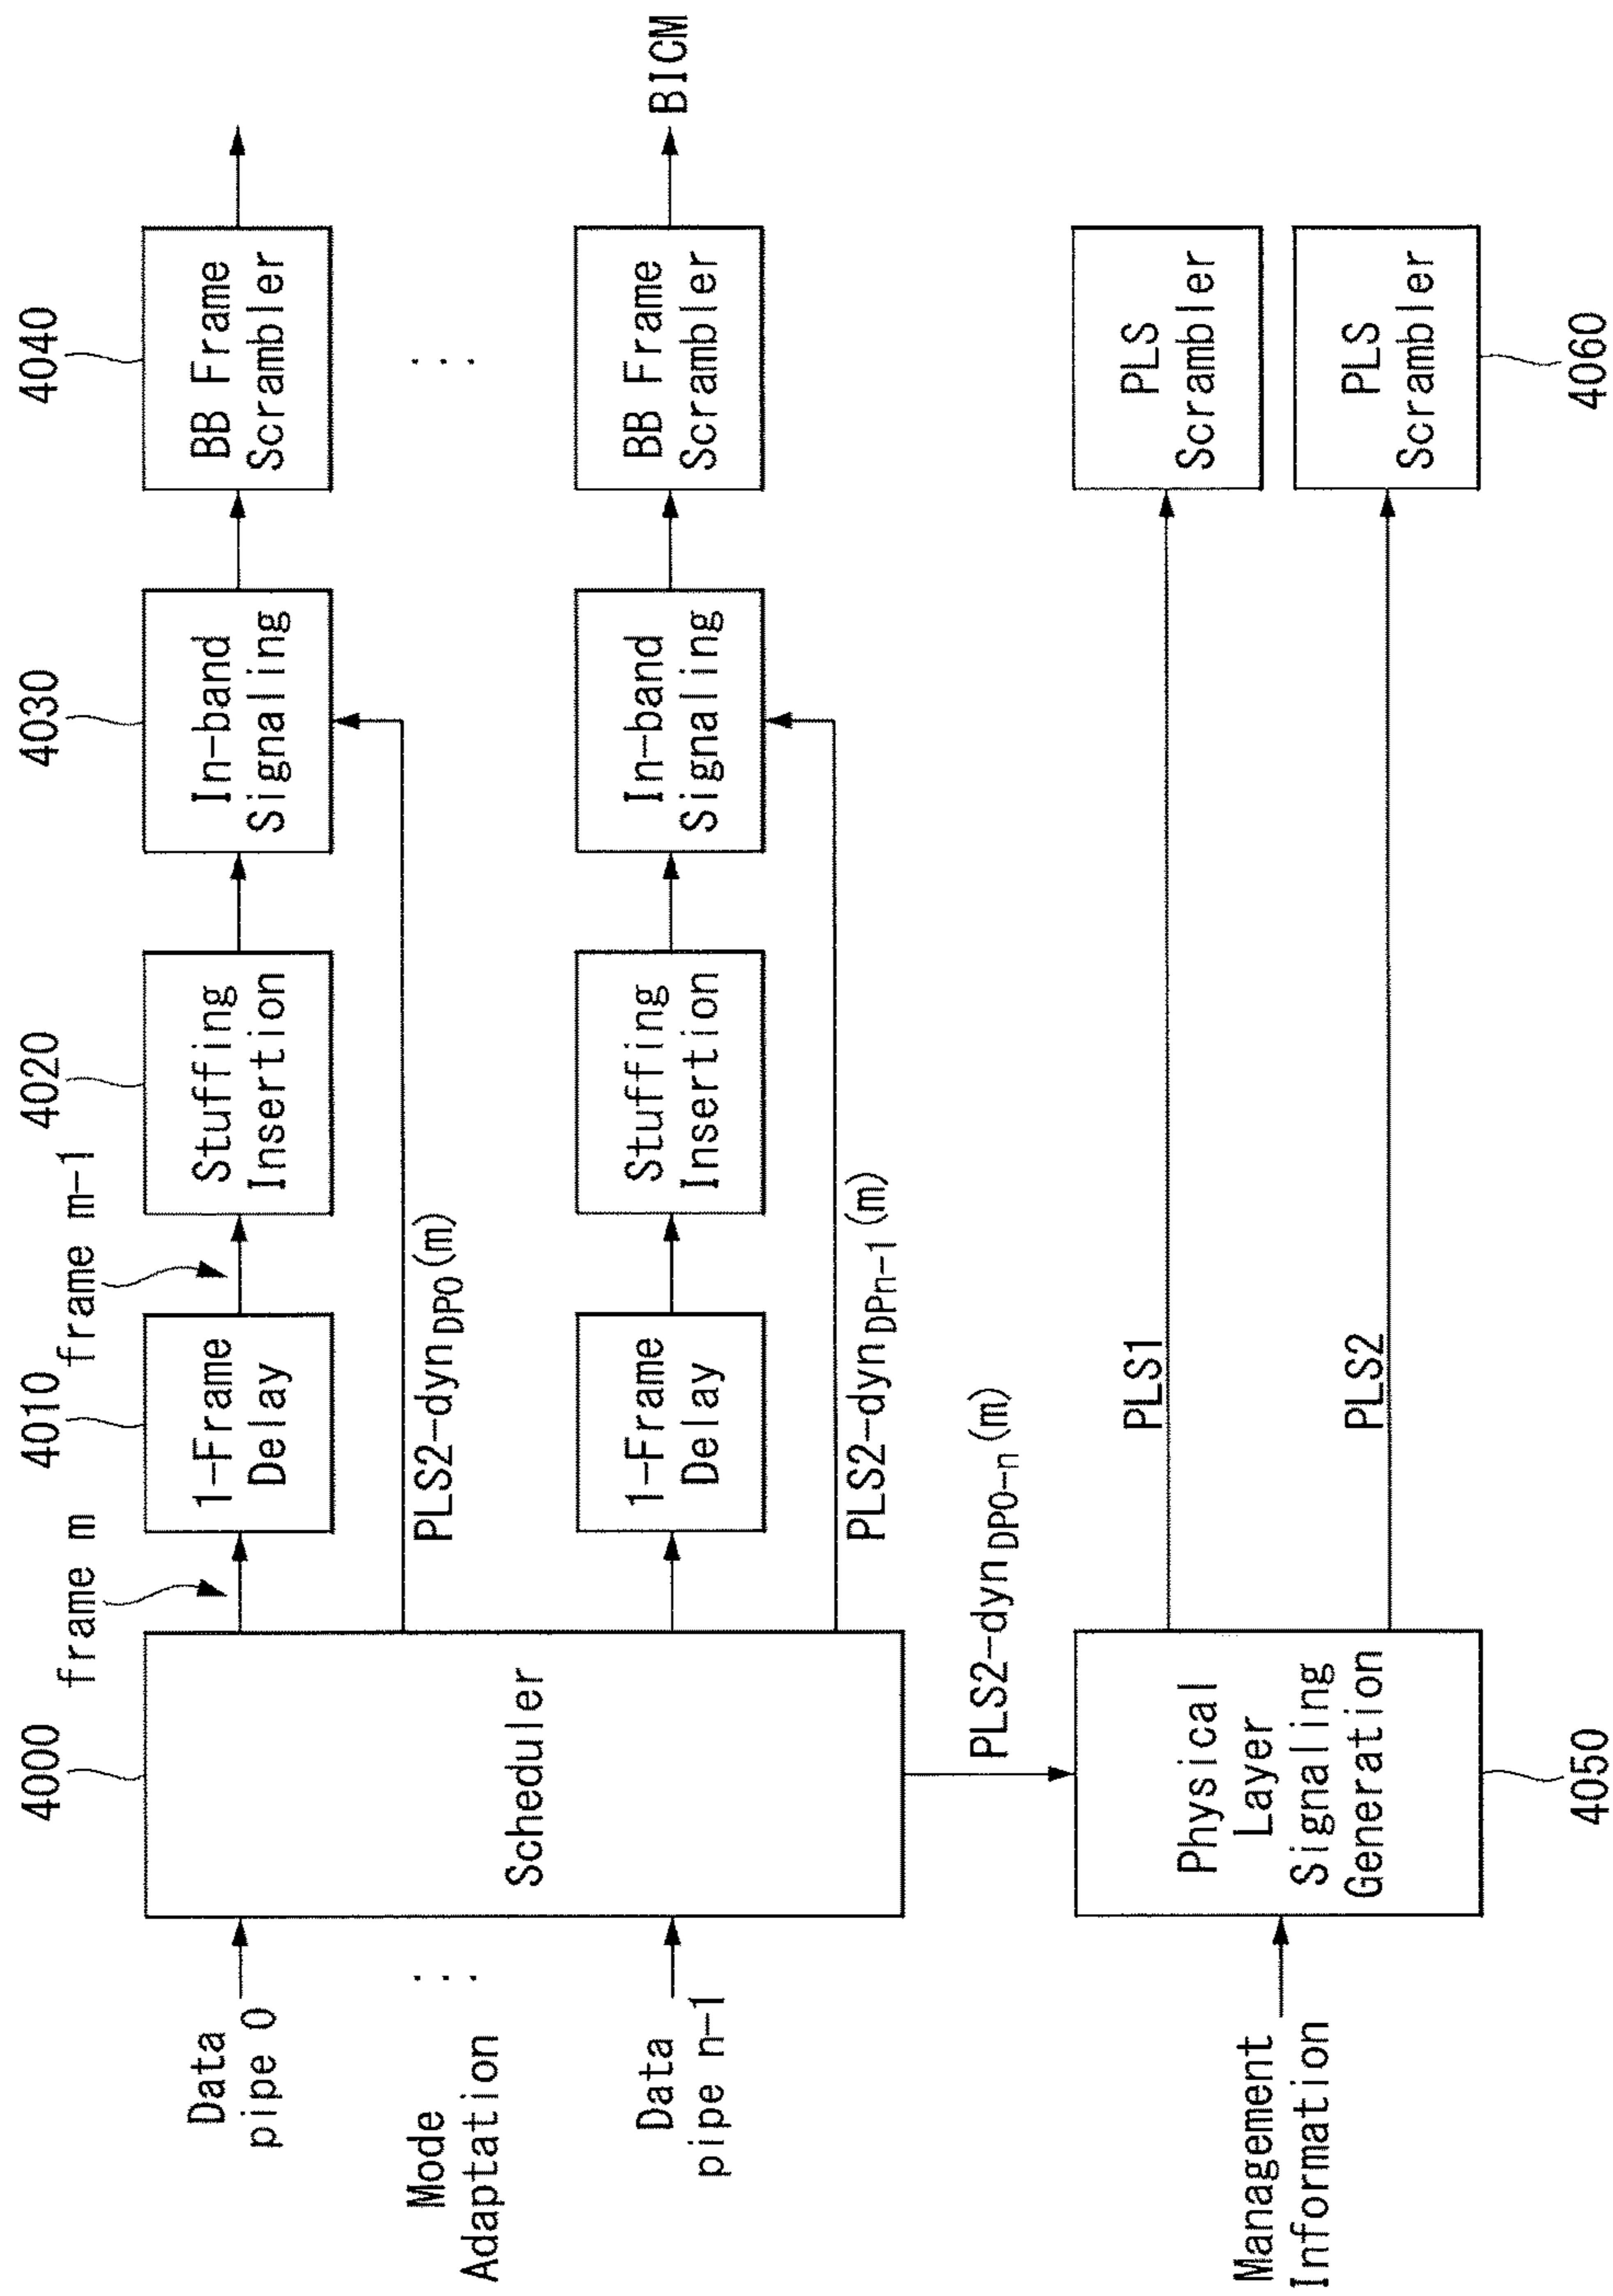 4000
4010
4020
4030
4040
frame m
frame m-1
Data
pipe 0
1-Frame
Delay
Stuffing
Insertion
In-band
Signaling
BB Frame
Scrambler
PLS2-dyn DP0 (m)
Mode
Adaptation
...
Scheduler
...
Data
pipe n-1
1-Frame
Delay
Stuffing
Insertion
In-band
Signaling
BB Frame
Scrambler
BICM
PLS2-dyn DPn-1 (m)
PLS2-dyn DP0-n (m)
Management
Information
Physical
Layer
Signaling
Generation
PLS1
PLS
Scrambler
PLS2
PLS
Scrambler
4050
4060